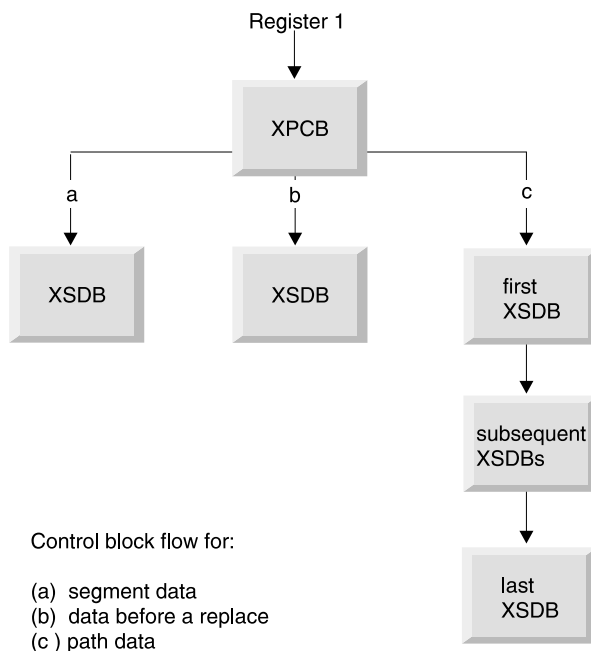 Register 1
XPCB
a
b
c
XSDB
XSDB
first
XSDB
subsequent
XSDBs
last
XSDB
Control block flow for:
(a) segment data
(b) data before a replace
(c ) path data